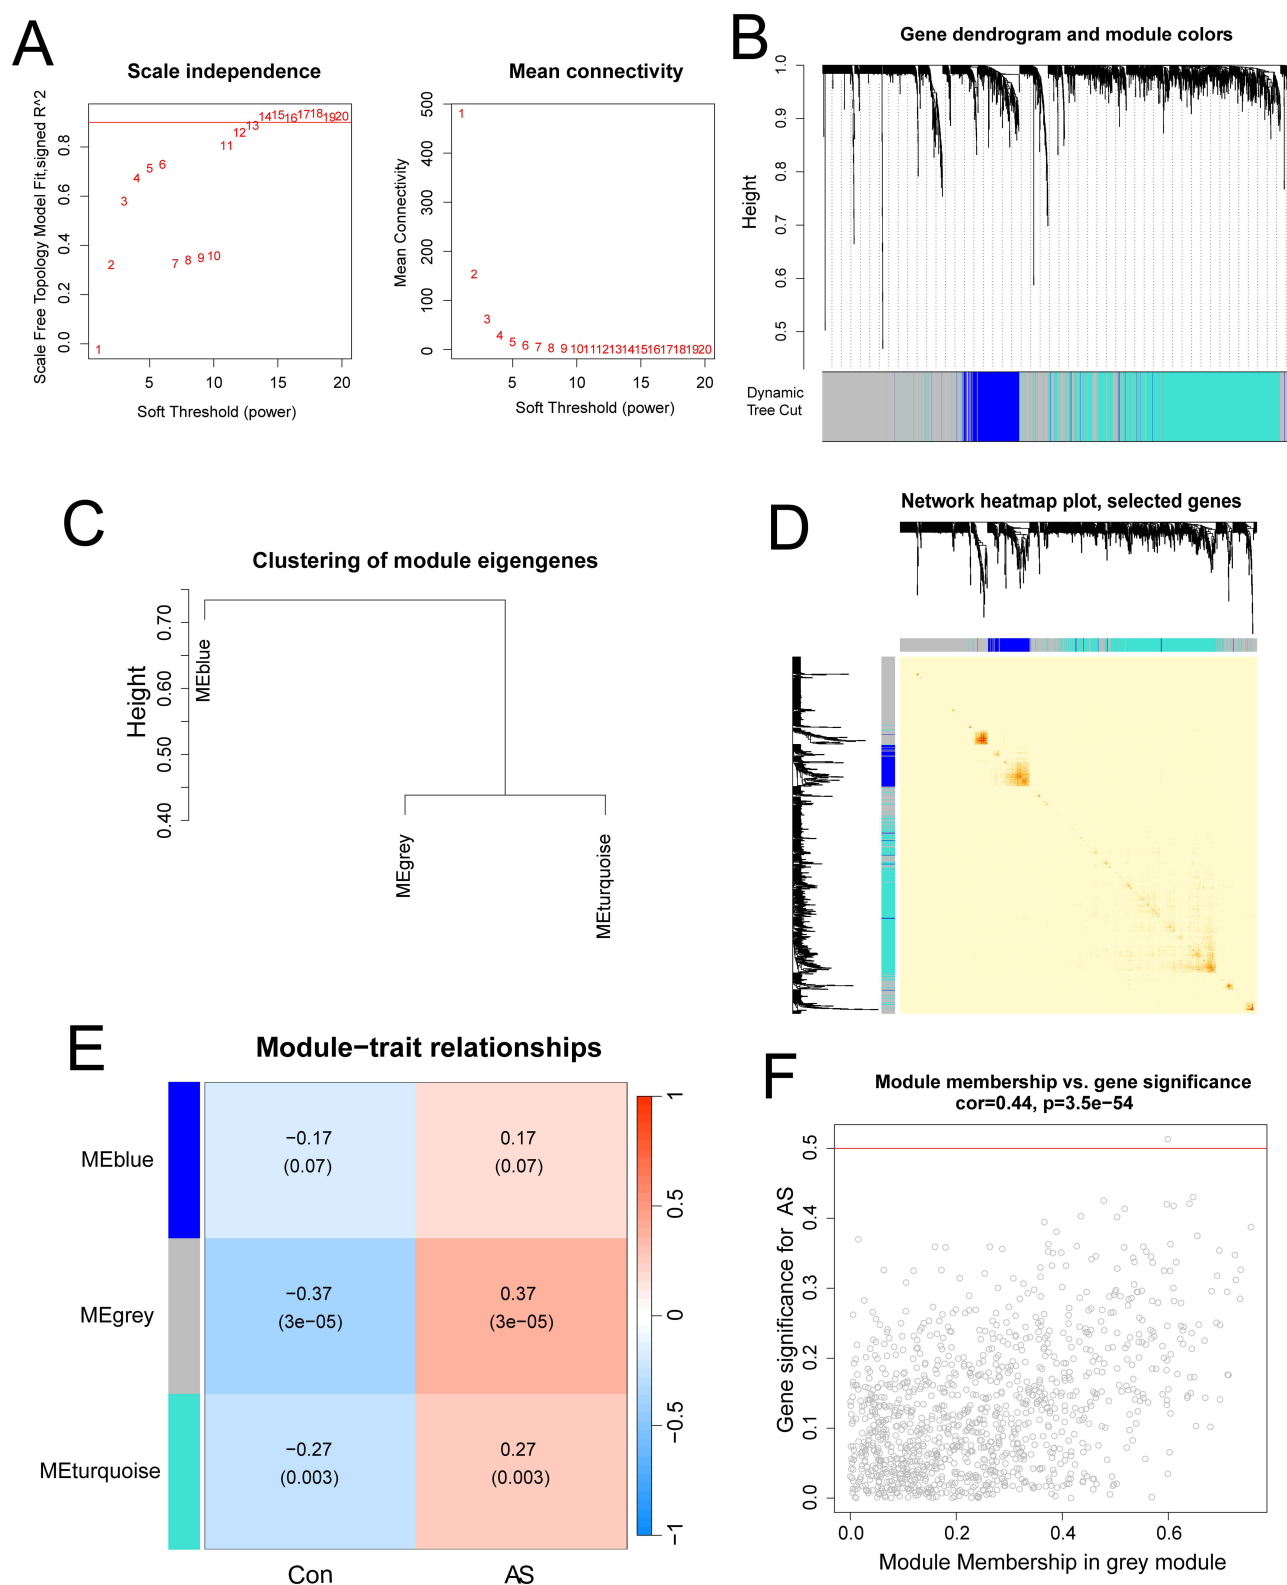 A
Scale independence
Scale Free Topology Model Fit,signed R^2
0.0 0.2 0.4 0.6 0.8
1 2 3 4 5 6 7 8 9 10 11 12 13 14 15 16 17 18 19 20
5 10 15 20
Soft Threshold (power)
Mean connectivity
Mean Connectivity
0 100 200 300 400 500
1 2 3 4 5 6 7 8 9 10 11 12 13 14 15 16 17 18 19 20
5 10 15 20
Soft Threshold (power)
B
Gene dendrogram and module colors
Height
0.5 0.6 0.7 0.8 0.9 1.0
Dynamic
Tree Cut
C
Clustering of module eigengenes
Height
0.40 0.50 0.60 0.70
MEblue
MEgrey
MEturquoise
D
Network heatmap plot, selected genes
E
Module−trait relationships
MEblue
−0.17 0.17
(0.07) (0.07)
MEgrey
−0.37 0.37
(3e−05) (3e−05)
MEturquoise
−0.27 0.27
(0.003) (0.003)
Con AS
1
0.5
0
−0.5
−1
F
Module membership vs. gene significance
cor=0.44, p=3.5e−54
Gene significance for AS
0.0 0.1 0.2 0.3 0.4 0.5
0.0 0.2 0.4 0.6
Module Membership in grey module